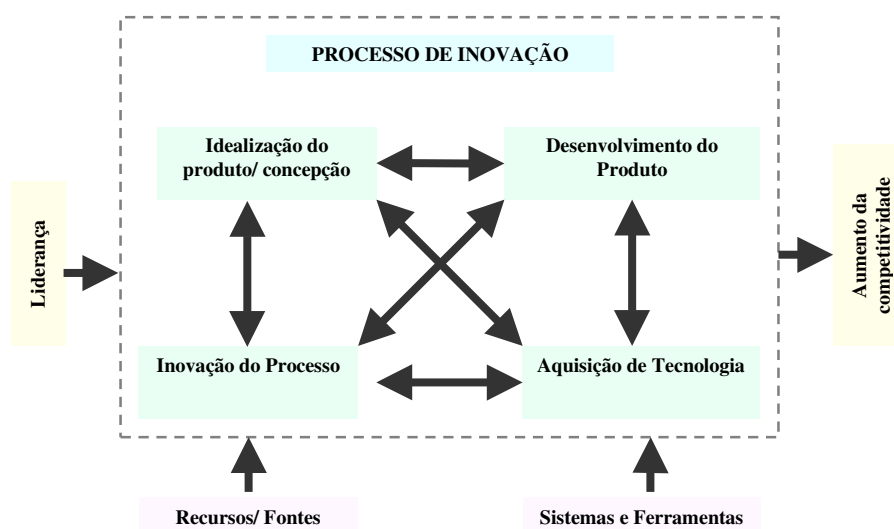 PROCESSO DE INOVAÇÃO
Idealização do
produto/ concepção
Desenvolvimento do
Produto
Liderança
Aumento da
competitividade
Inovação do Processo
Aquisição de Tecnologia
Recursos/ Fontes
Sistemas e Ferramentas